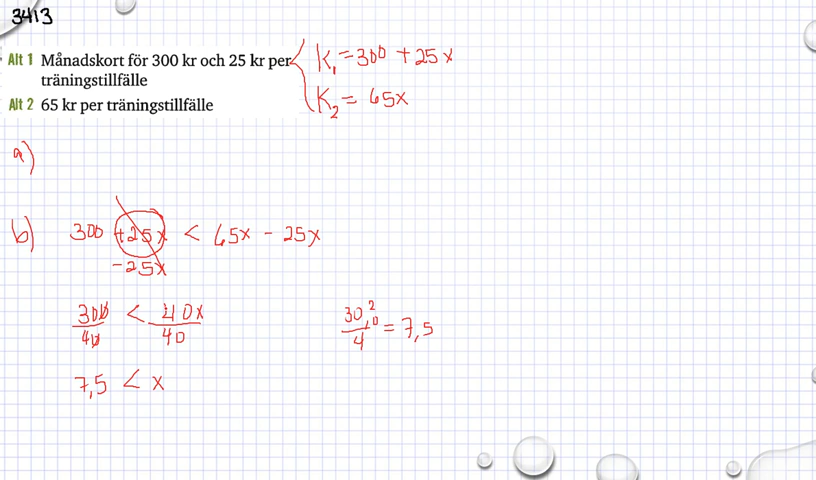 3413
Alt 1 Månadskort för 300 kr och 25 kr per
träningstillfälle
Alt 2 65 kr per träningstillfälle
K₁ = 300 + 25x
K₂ = 65x
a)
b) 300 + 25x < 65x - 25x
-25x
300/40 < 40x/40
30,0²/4 = 7,5
7,5 < x